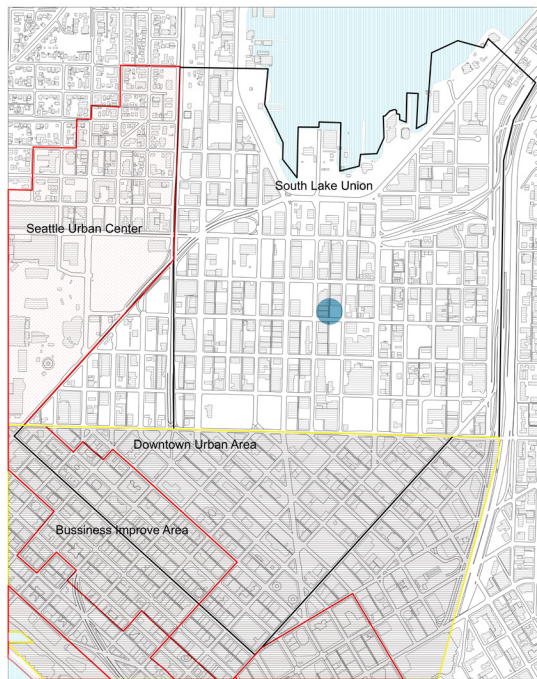 South Lake Union
Seattle Urban Center
Downtown Urban Area
Bussiness Improve Area